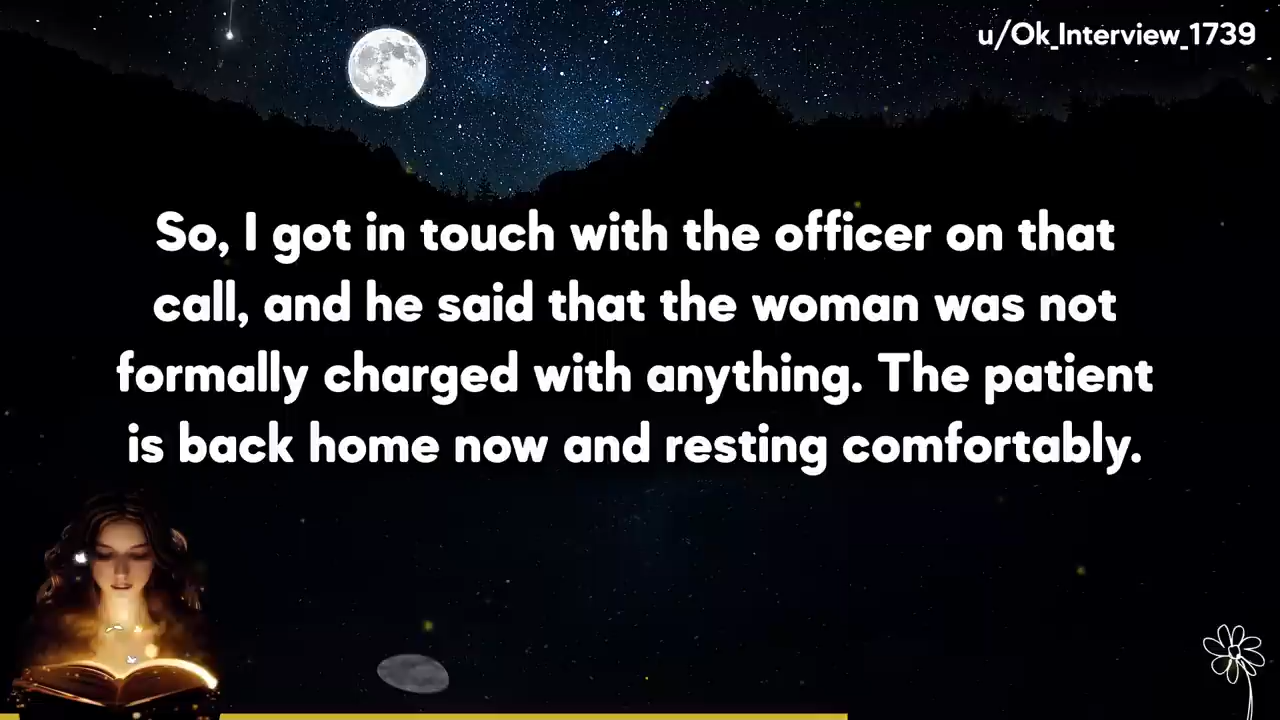 u/Ok_Interview_1739
So, I got in touch with the officer on that
call, and he said that the woman was not
formally charged with anything. The patient
is back home now and resting comfortably.